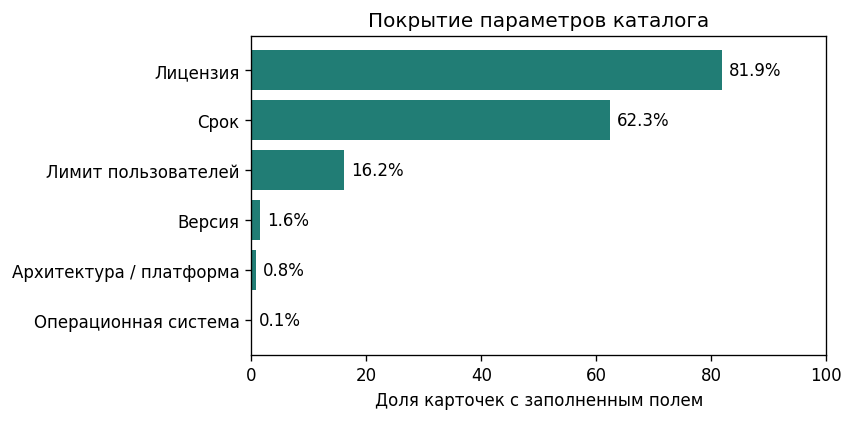 Покрытие параметров каталога
Лицензия 81.9%
Срок 62.3%
Лимит пользователей 16.2%
Версия 1.6%
Архитектура / платформа 0.8%
Операционная система 0.1%
0 20 40 60 80 100
Доля карточек с заполненным полем